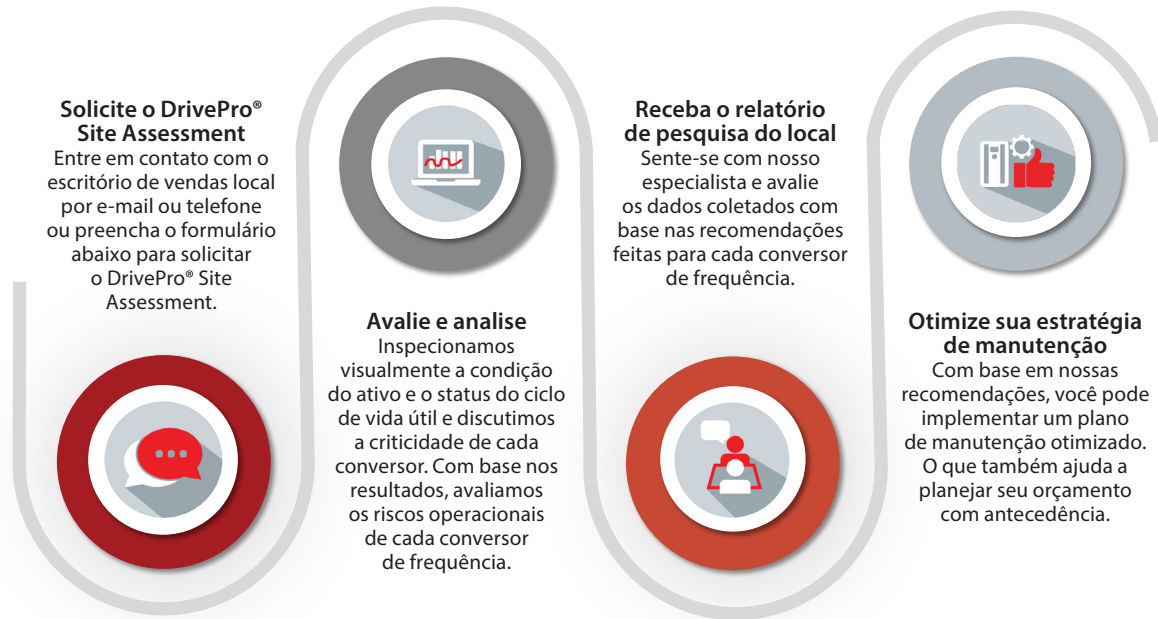 Solicite o DrivePro®
Site Assessment
Entre em contato com o
escritório de vendas local
por e-mail ou telefone
ou preencha o formulário
abaixo para solicitar
o DrivePro® Site
Assessment.
Avalie e analise
Inspecionamos
visualmente a condição
do ativo e o status do ciclo
de vida útil e discutimos
a criticidade de cada
conversor. Com base nos
resultados, avaliamos
os riscos operacionais
de cada conversor
de frequência.
Receba o relatório
de pesquisa do local
Sente-se com nosso
especialista e avalie
os dados coletados com
base nas recomendações
feitas para cada conversor
de frequência.
Otimize sua estratégia
de manutenção
Com base em nossas
recomendações, você pode
implementar um plano
de manutenção otimizado.
O que também ajuda a
planejar seu orçamento
com antecedência.